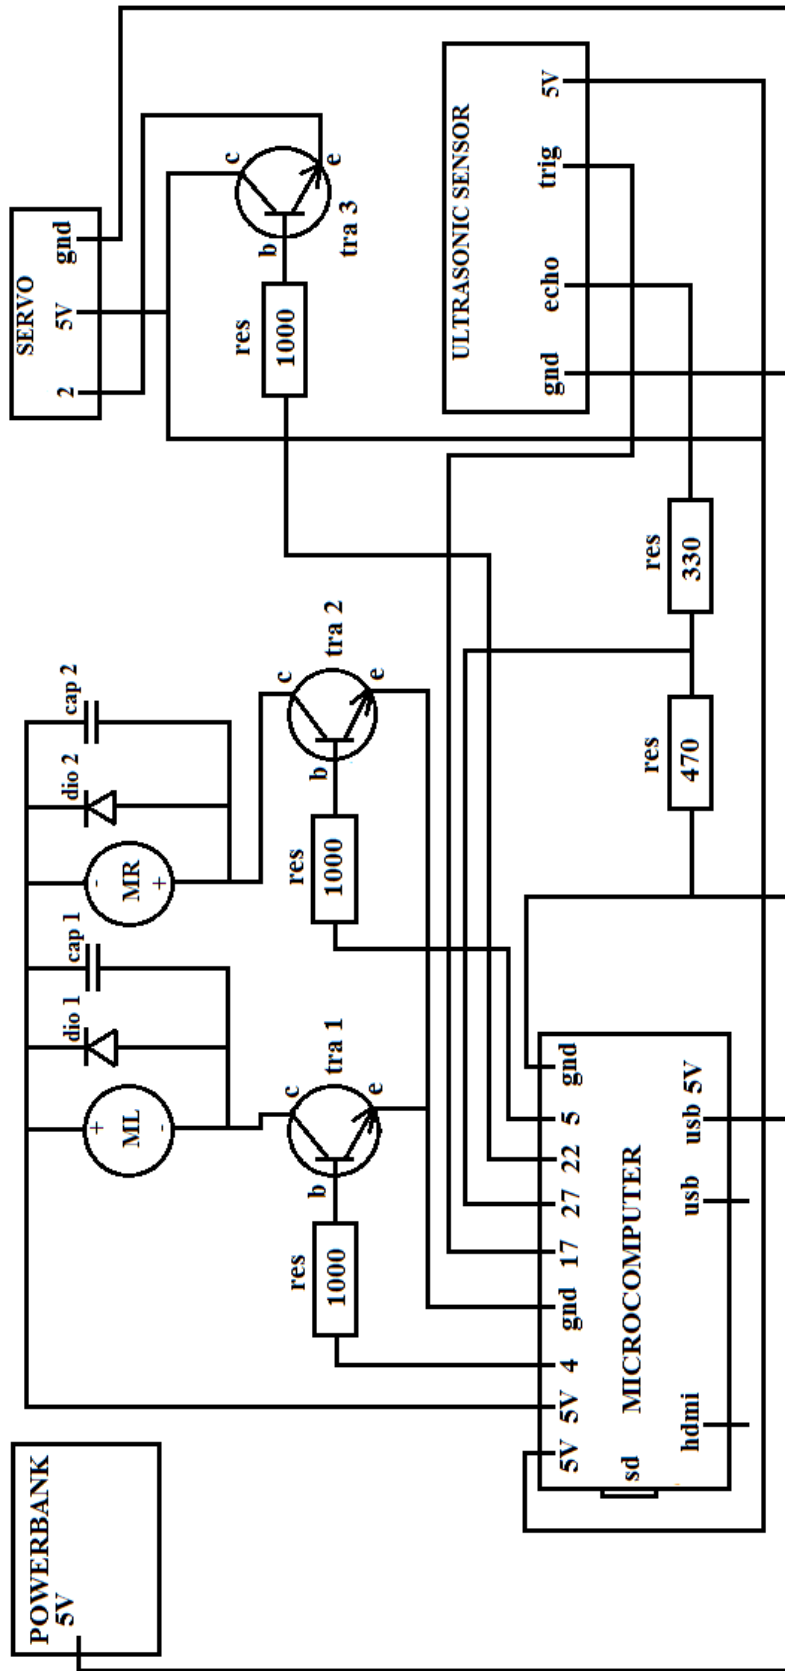 POWERBANK
5V
+
ML
-
dio 1
cap 1
-
MR
+
dio 2
cap 2
SERVO
2
5V
gnd
res
1000
b
c
e
tra 1
res
1000
b
c
e
tra 2
res
1000
b
c
e
tra 3
5V
5V
4
gnd
17
27
22
5
gnd
sd
MICROCOMPUTER
hdmi
usb
usb 5V
ULTRASONIC SENSOR
gnd
echo
trig
5V
res
470
res
330